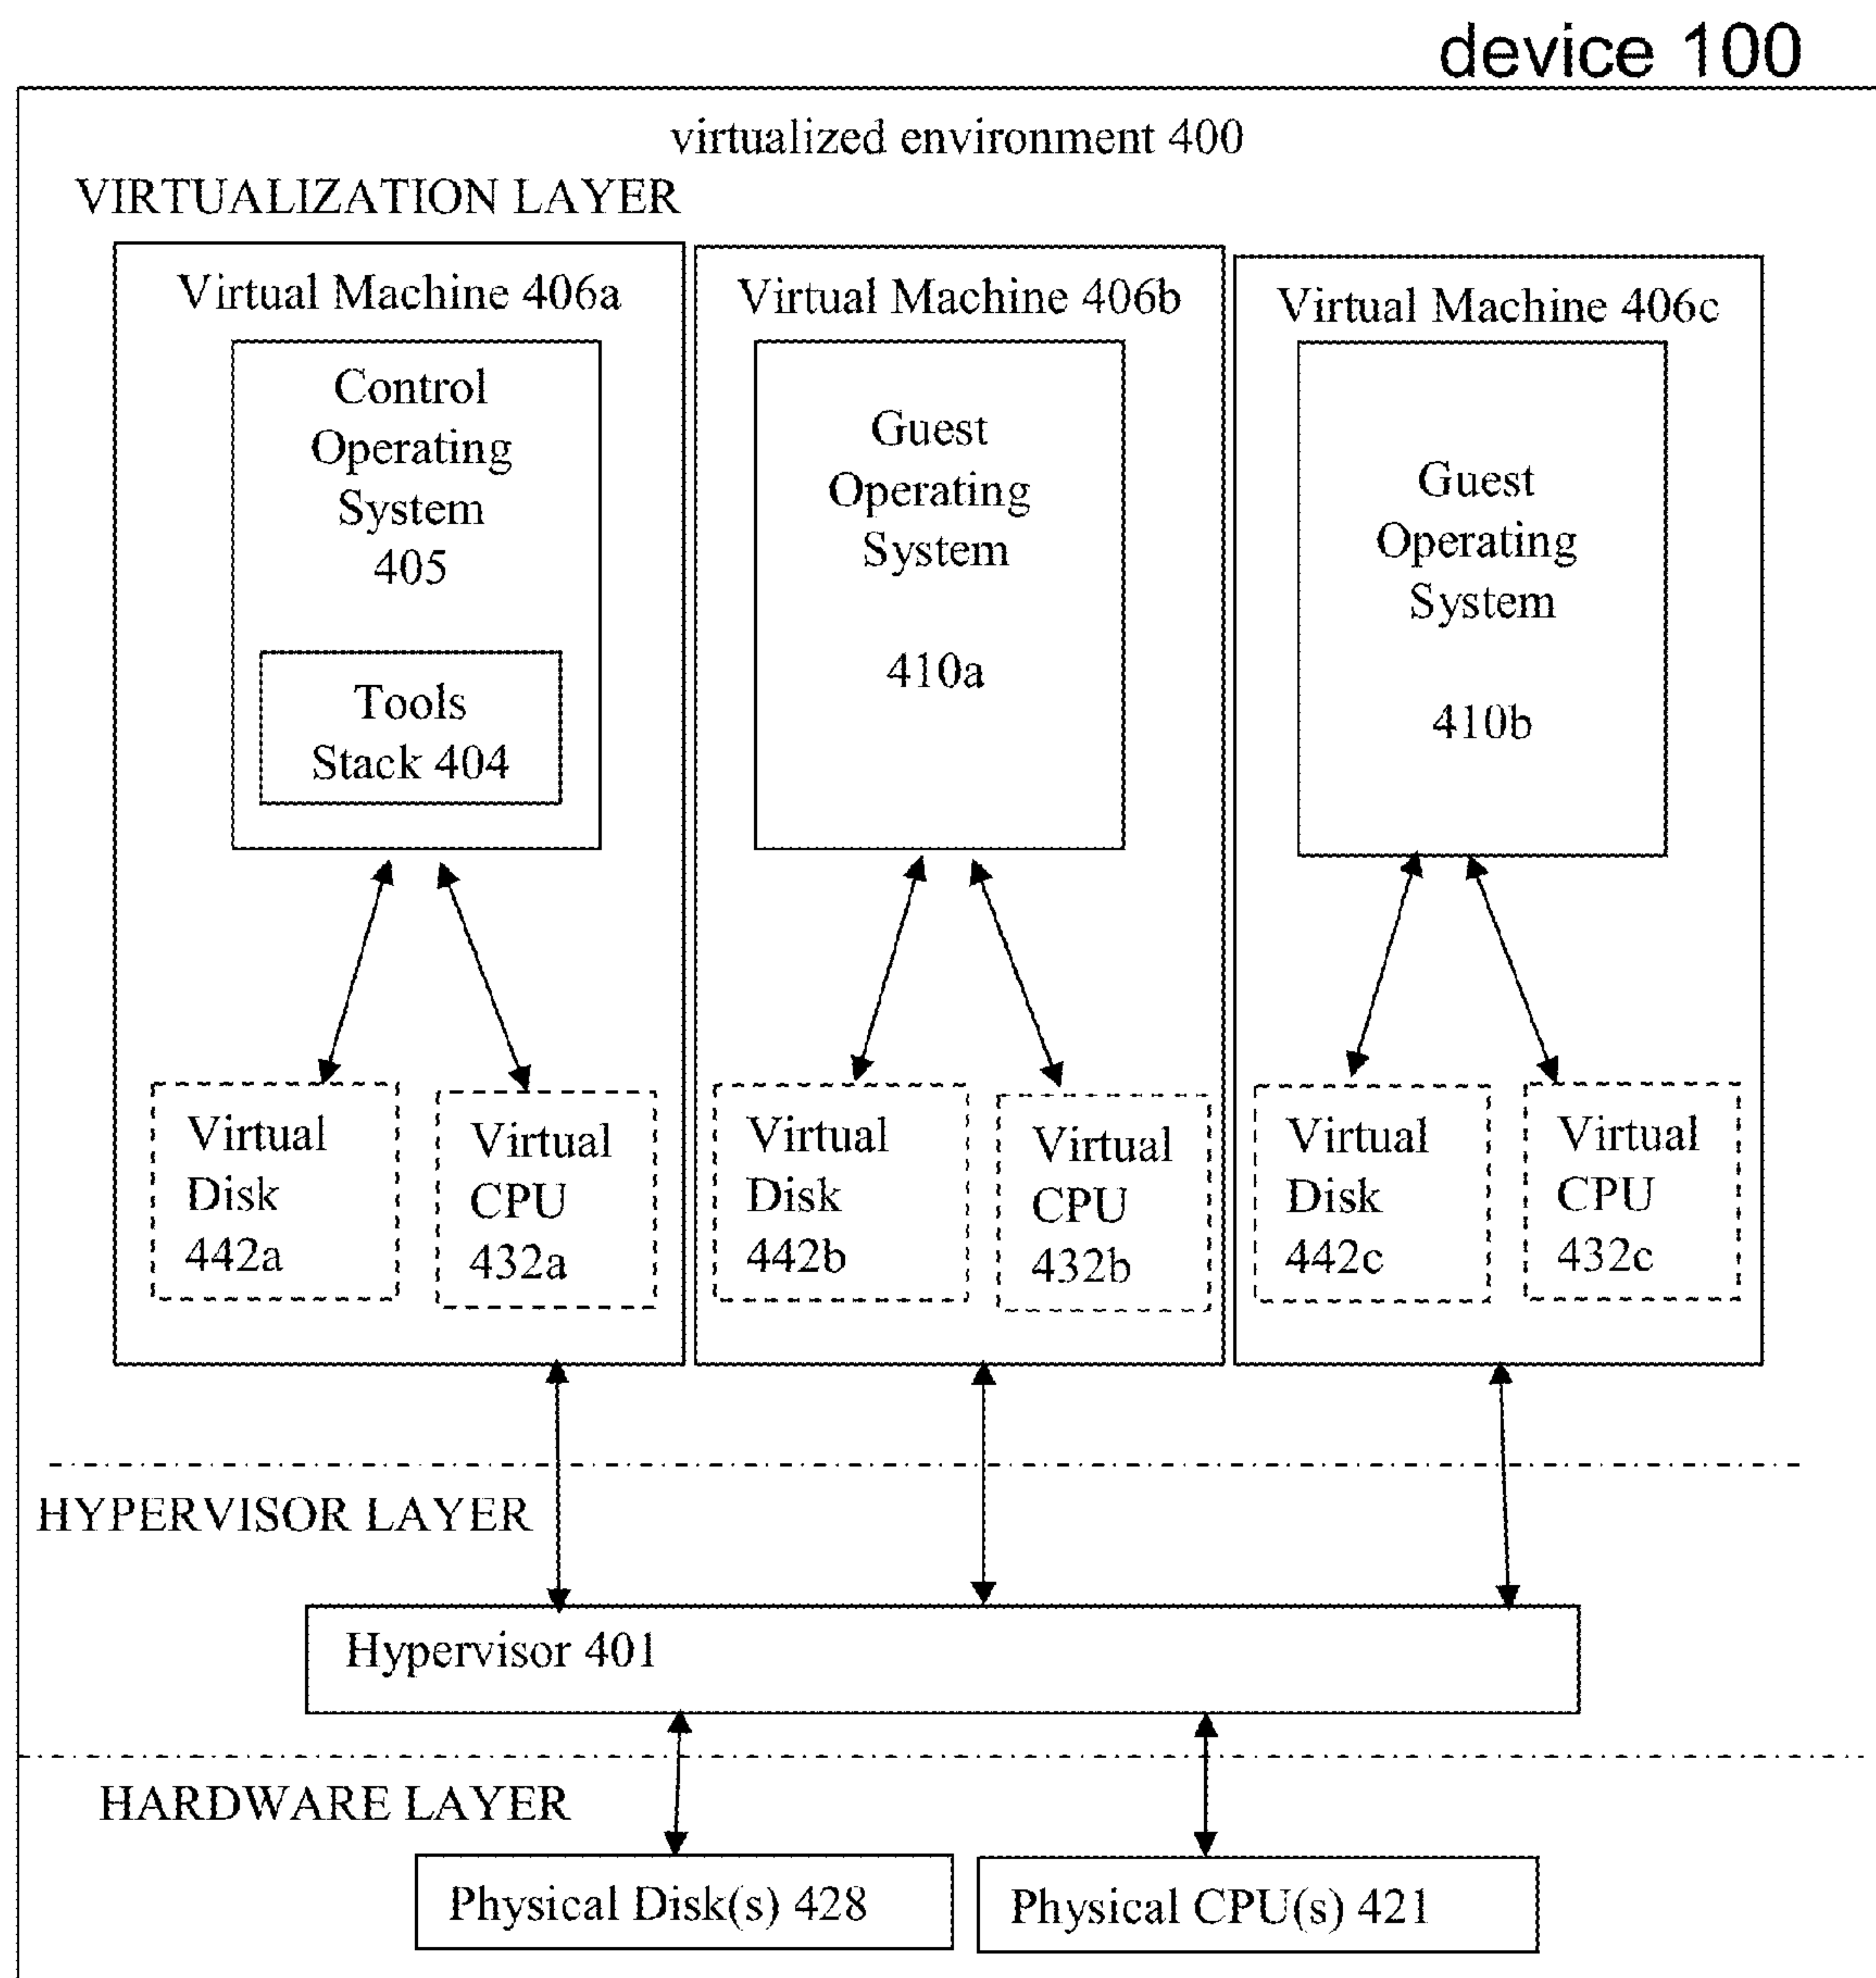 device 100
virtualized environment 400
VIRTUALIZATION LAYER
Virtual Machine 406a
Control
Operating
System
405
Tools
Stack 404
Virtual
Disk
442a
Virtual
CPU
432a
Virtual Machine 406b
Guest
Operating
System
410a
Virtual
Disk
442b
Virtual
CPU
432b
Virtual Machine 406c
Guest
Operating
System
410b
Virtual
Disk
442c
Virtual
CPU
432c
HYPERVISOR LAYER
Hypervisor 401
HARDWARE LAYER
Physical Disk(s) 428
Physical CPU(s) 421